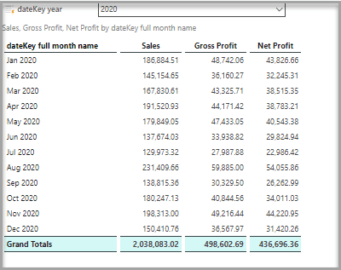 dateKey year 2020
Sales, Gross Profit, Net Profit by dateKey full month name
dateKey full month name Sales Gross Profit Net Profit
Jan 2020 186,884.51 48,742.06 43,826.66
Feb 2020 145,154.65 36,160.27 32,245.31
Mar 2020 167,830.61 43,325.71 38,515.35
Apr 2020 191,520.93 44,171.42 38,783.21
May 2020 179,849.05 47,433.05 40,543.38
Jun 2020 137,674.03 33,938.82 29,824.94
Jul 2020 129,973.32 27,987.88 22,986.42
Aug 2020 231,409.66 59,885.00 54,055.86
Sep 2020 138,815.36 30,329.50 26,262.99
Oct 2020 180,247.13 40,844.56 34,011.03
Nov 2020 198,313.00 49,216.44 44,220.95
Dec 2020 150,410.76 36,567.97 31,420.26
Grand Totals 2,038,083.02 498,602.69 436,696.36